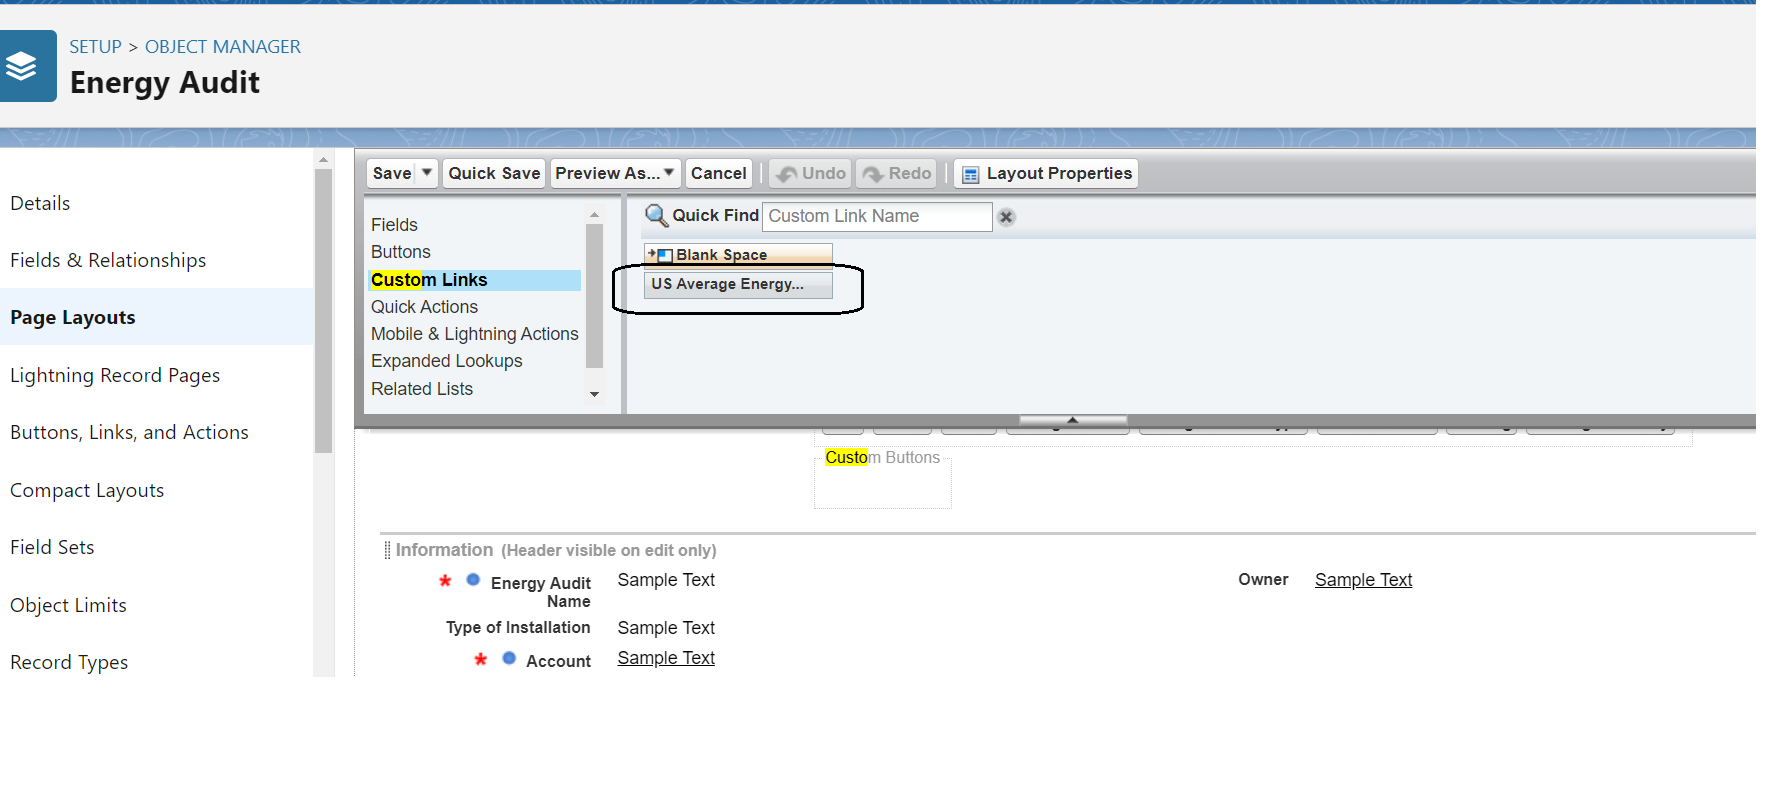 SETUP > OBJECT MANAGER
Energy Audit
Details
Fields & Relationships
Page Layouts
Lightning Record Pages
Buttons, Links, and Actions
Compact Layouts
Field Sets
Object Limits
Record Types
Save Quick Save Preview As... Cancel Undo Redo Layout Properties
Fields
Buttons
Custom Links
Quick Actions
Mobile & Lightning Actions
Expanded Lookups
Related Lists
Quick Find Custom Link Name
Blank Space
US Average Energy...
Custom Buttons
Information (Header visible on edit only)
* Energy Audit Name Sample Text
Owner Sample Text
Type of Installation Sample Text
* Account Sample Text